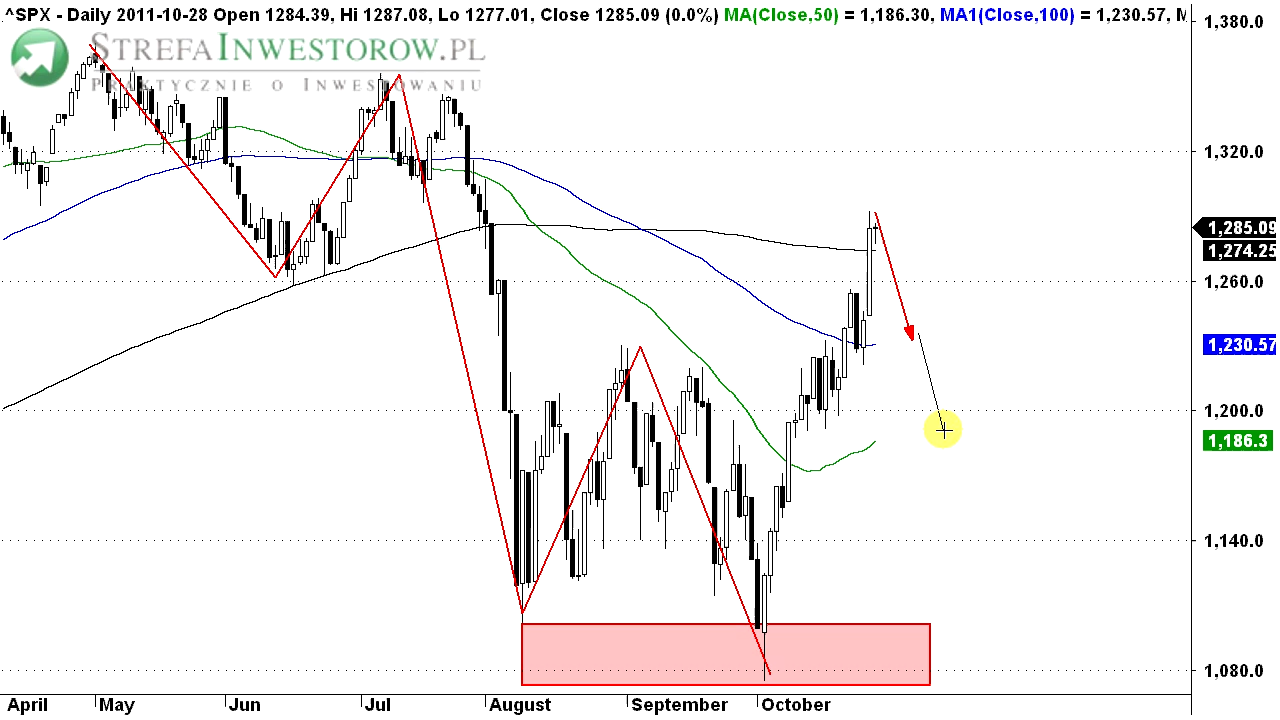 ^SPX - Daily 2011-10-28 Open 1284.39, Hi 1287.08, Lo 1277.01, Close 1285.09 (0.0%) MA(Close,50) = 1,186.30, MA1(Close,100) = 1,230.57, M
STREFAINWESTOROW.PL
PRAKTYCZNIE O INWESTOWANIU
1,380.0
1,320.0
1,285.09
1,274.25
1,260.0
1,230.57
1,200.0
1,186.3
1,140.0
1,080.0
April May Jun Jul August September October